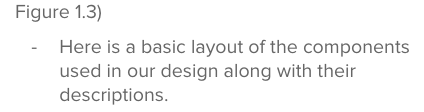 Figure 1.3)
- Here is a basic layout of the components
used in our design along with their
descriptions.